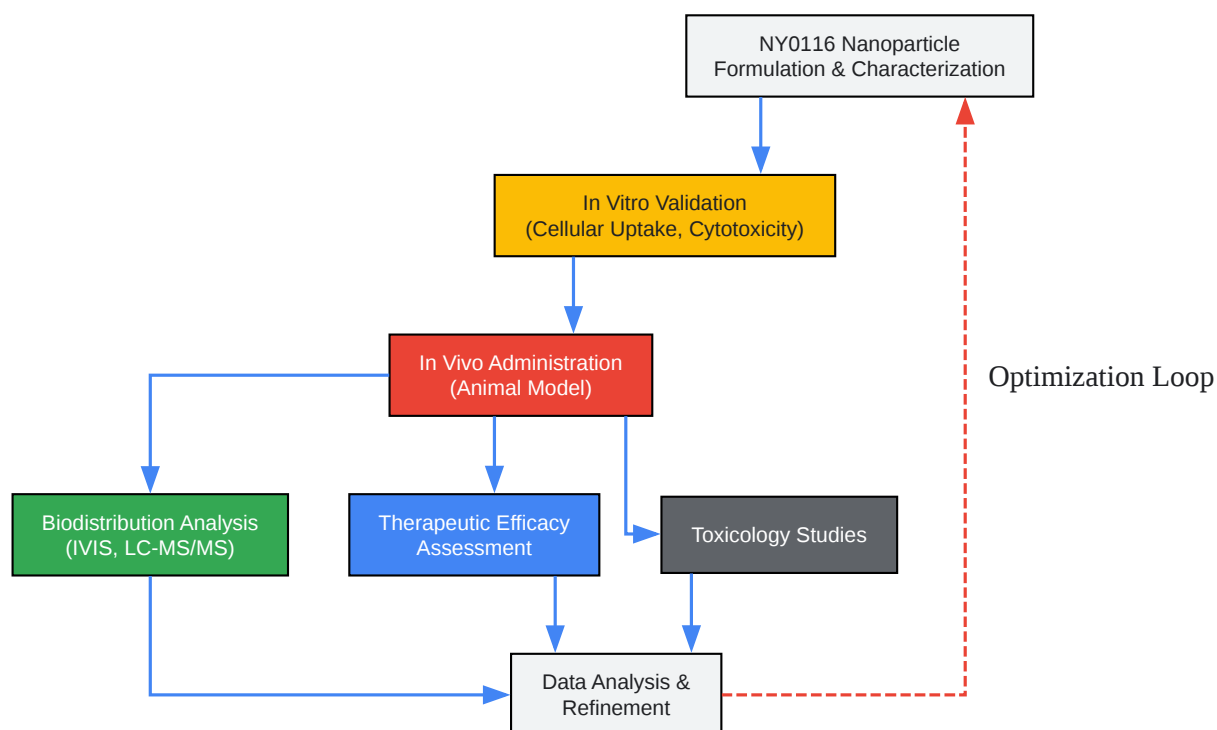 NY0116 Nanoparticle
Formulation & Characterization
In Vitro Validation
(Cellular Uptake, Cytotoxicity)
In Vivo Administration
(Animal Model)
Optimization Loop
Biodistribution Analysis
(IVIS, LC-MS/MS)
Therapeutic Efficacy
Assessment
Toxicology Studies
Data Analysis &
Refinement